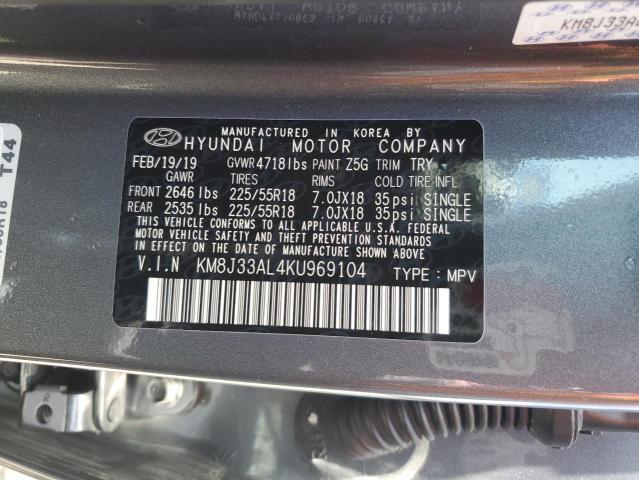 KM8J33A
T44
MANUFACTURED IN KOREA BY
HYUNDAI MOTOR COMPANY
FEB/19/19 GVWR 4718lbs PAINT Z5G TRIM TRY
GAWR TIRES RIMS COLD TIRE INFL
FRONT 2646 lbs 225/55R18 7.0JX18 35psi SINGLE
REAR 2535 lbs 225/55R18 7.0JX18 35psi SINGLE
THIS VEHICLE CONFORMS TO ALL APPLICABLE U.S.A. FEDERAL
MOTOR VEHICLE SAFETY AND THEFT PREVENTION STANDARDS
IN EFFECT ON THE DATE OF MANUFACTURE SHOWN ABOVE.
V.I.N KM8J33AL4KU969104 TYPE : MPV